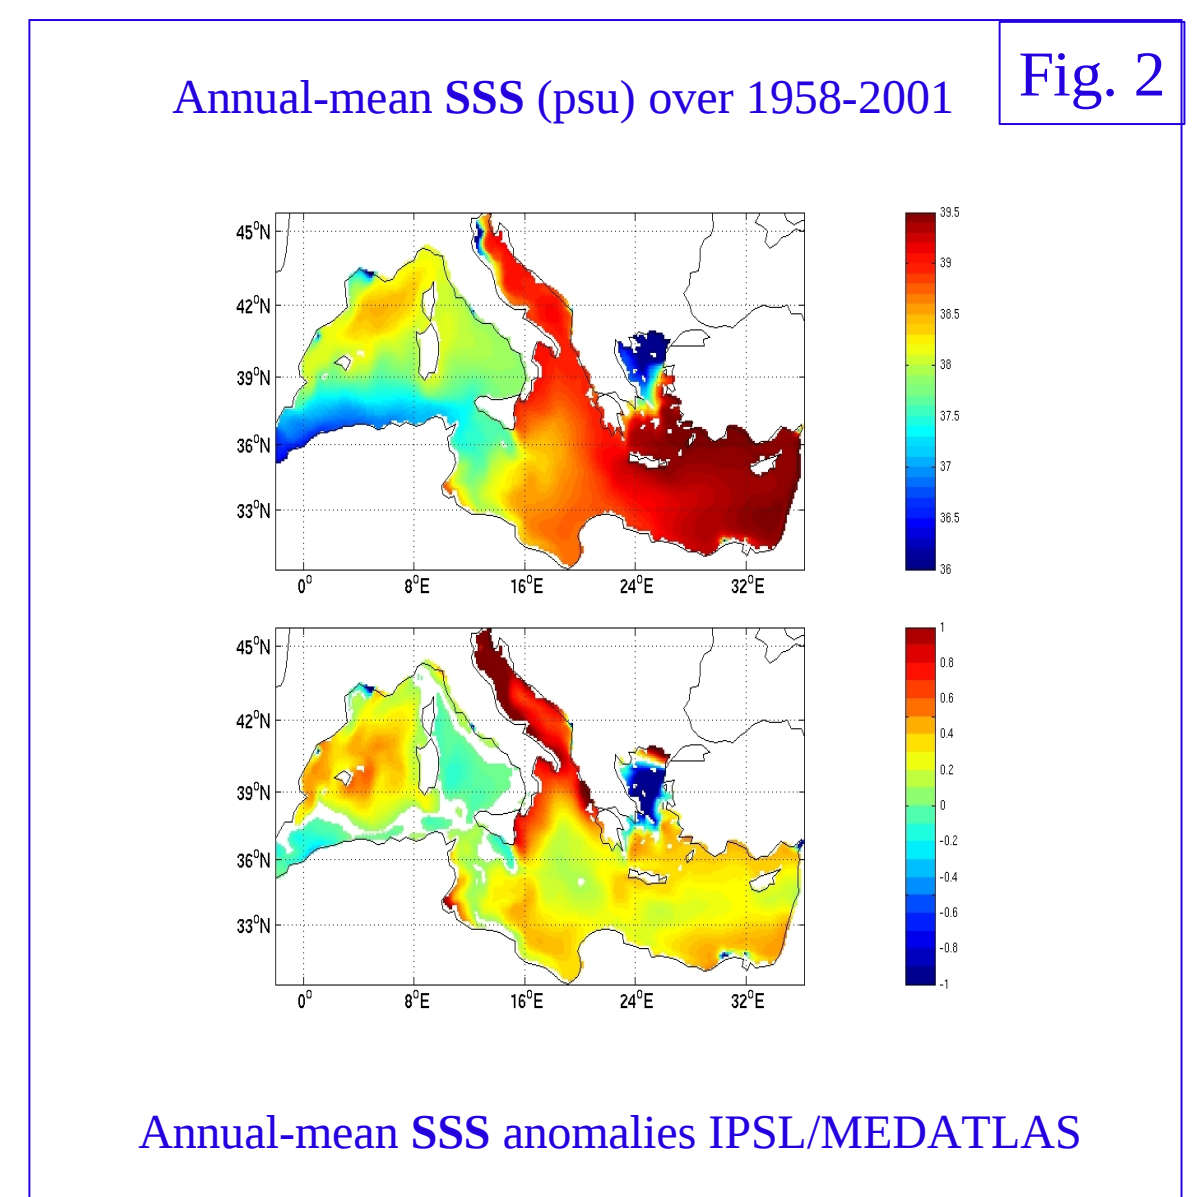 Fig. 2
Annual-mean SSS (psu) over 1958-2001
45°N
42°N
39°N
36°N
33°N
0° 8°E 16°E 24°E 32°E
39.5
39
38.5
38
37.5
37
36.5
36
45°N
42°N
39°N
36°N
33°N
0° 8°E 16°E 24°E 32°E
1
0.8
0.6
0.4
0.2
0
-0.2
-0.4
-0.6
-0.8
-1
Annual-mean SSS anomalies IPSL/MEDATLAS